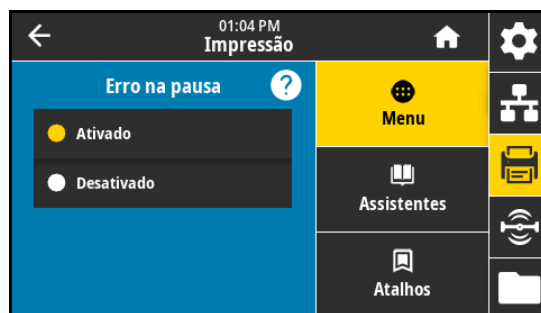 01:04 PM
Impressão
Erro na pausa
?
Ativado
Desativado
Menu
Assistentes
Atalhos